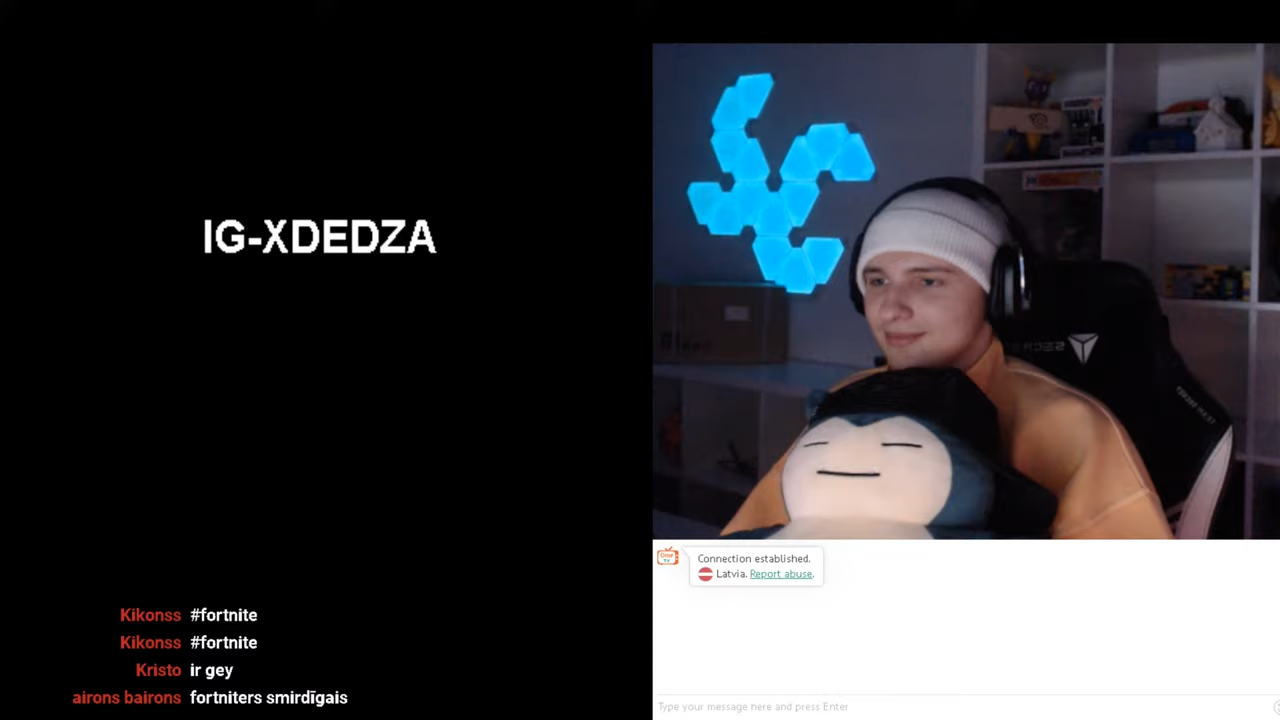 IG-XDEDZA
Kikonss #fortnite
Kikonss #fortnite
Kristo ir gey
airons bairons fortniters smirdīgais
Connection established.
Latvia. Report abuse.
Type your message here and press Enter